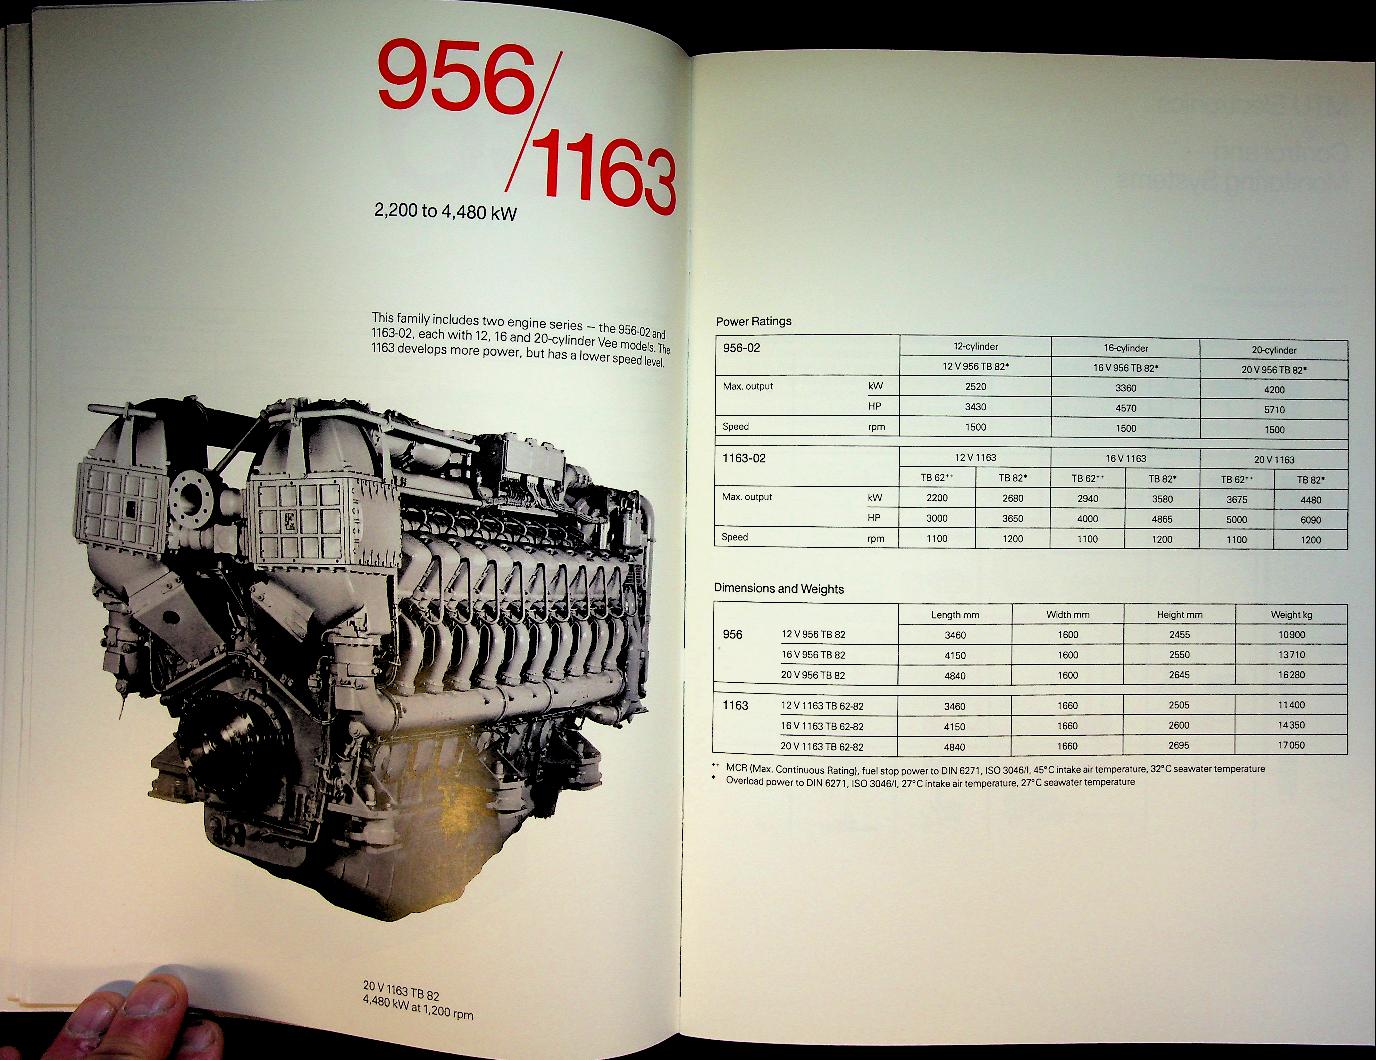 956/
/1163
2,200 to 4,480 kW
This family includes two engine series — the 956-02 and
1163-02, each with 12, 16 and 20-cylinder Vee models. The
1163 develops more power, but has a lower speed level.
20 V 1163 TB 82
4,480 kW at 1,200 rpm
Power Ratings
956-02 12-cylinder 16-cylinder 20-cylinder
12 V 956 TB 82* 16 V 956 TB 82* 20 V 956 TB 82*
Max. output kW 2520 3360 4200
HP 3430 4570 5710
Speed rpm 1500 1500 1500
1163-02 12 V 1163 16 V 1163 20 V 1163
TB 62++ TB 82* TB 62++ TB 82* TB 62++ TB 82*
Max. output kW 2200 2680 2940 3580 3675 4480
HP 3000 3650 4000 4865 5000 6090
Speed rpm 1100 1200 1100 1200 1100 1200
Dimensions and Weights
Length mm Width mm Height mm Weight kg
956 12 V 956 TB 82 3460 1600 2455 10900
16 V 956 TB 82 4150 1600 2550 13710
20 V 956 TB 82 4840 1600 2645 16280
1163 12 V 1163 TB 62-82 3460 1660 2505 11400
16 V 1163 TB 62-82 4150 1660 2600 14350
20 V 1163 TB 62-82 4840 1660 2695 17050
++ MCR (Max. Continuous Rating), fuel stop power to DIN 6271, ISO 3046/I, 45°C intake air temperature, 32°C seawater temperature
* Overload power to DIN 6271, ISO 3046/I, 27°C intake air temperature, 27°C seawater temperature